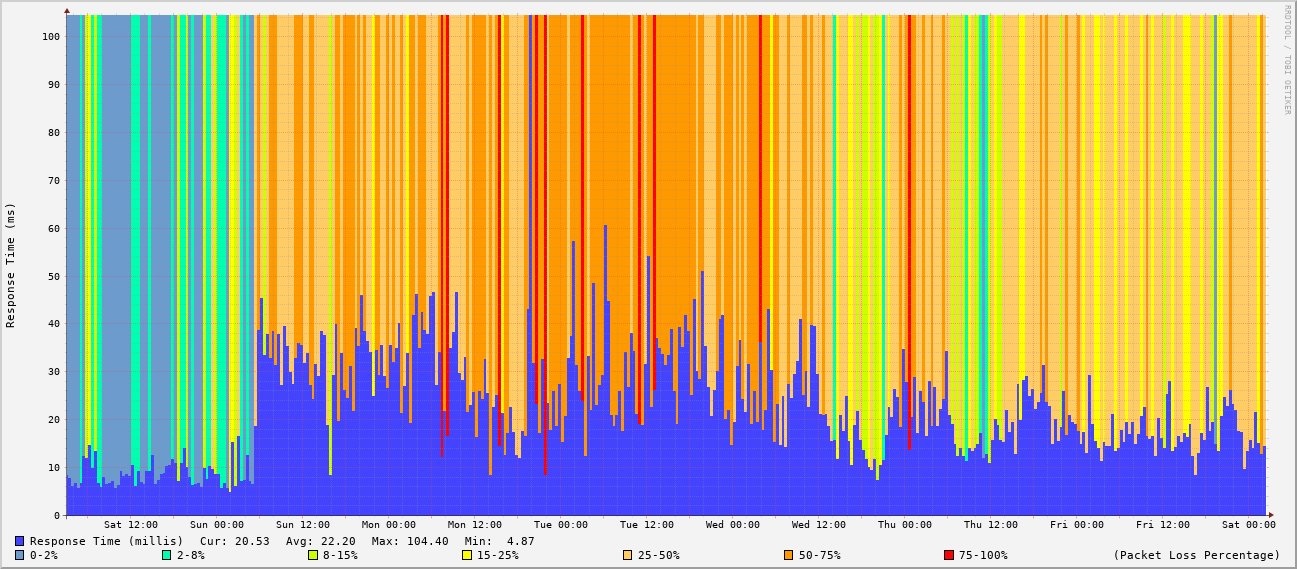 RRDTOOL / TOBI OETIKER
Response Time (ms)
100
90
80
70
60
50
40
30
20
10
0
Sat 12:00 Sun 00:00 Sun 12:00 Mon 00:00 Mon 12:00 Tue 00:00 Tue 12:00 Wed 00:00 Wed 12:00 Thu 00:00 Thu 12:00 Fri 00:00 Fri 12:00 Sat 00:00
Response Time (millis) Cur: 20.53 Avg: 22.20 Max: 104.40 Min: 4.87
0-2% 2-8% 8-15% 15-25% 25-50% 50-75% 75-100% (Packet Loss Percentage)